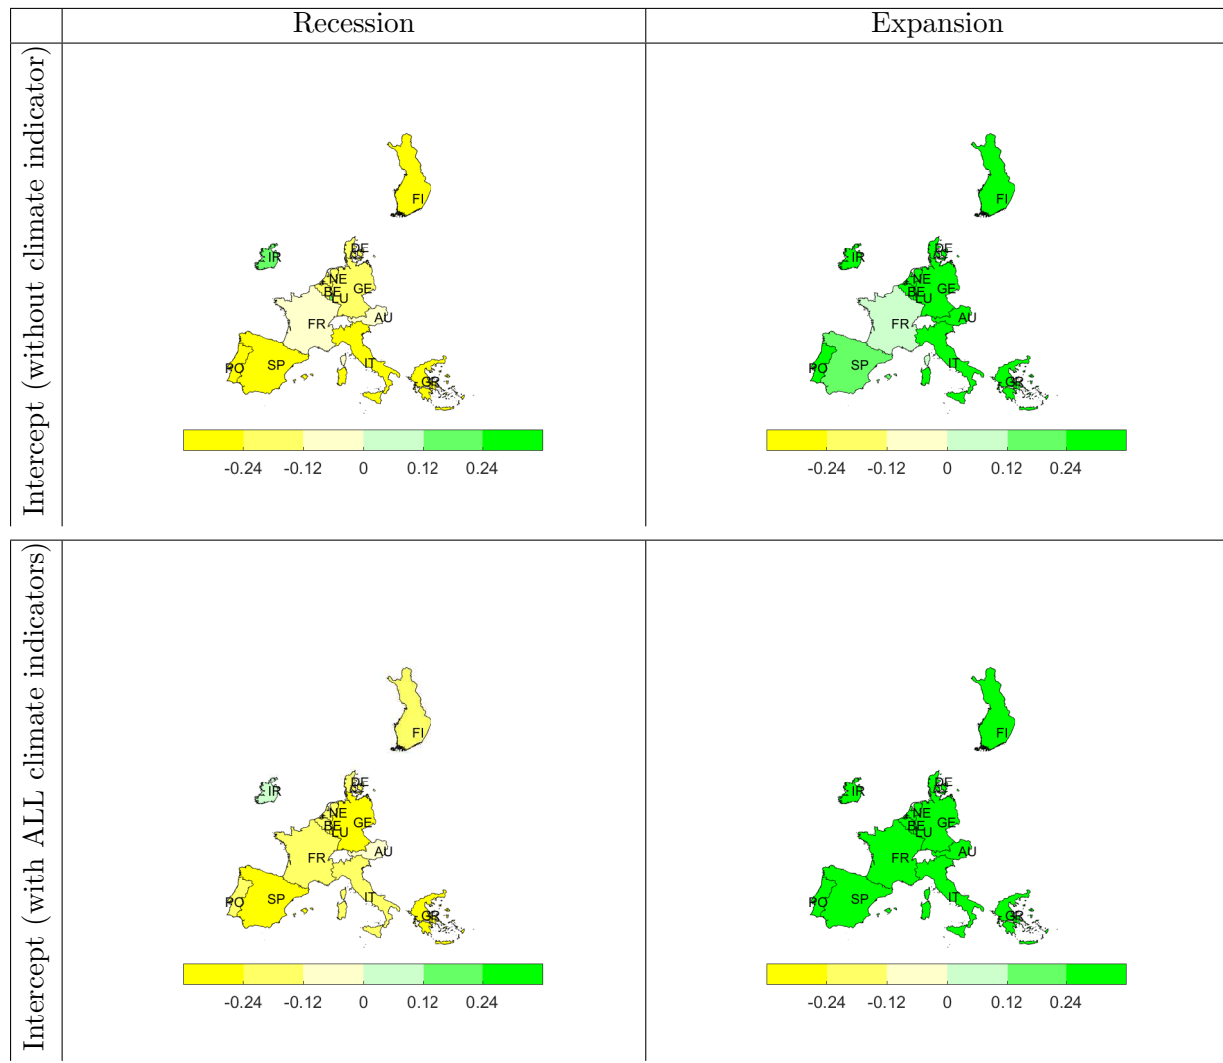 Recession
Expansion
Intercept (without climate indicator)
FI
IR
DE
NE
BE
LU
GE
FR
AU
PO
SP
IT
GR
-0.24 -0.12 0 0.12 0.24
FI
IR
DE
NE
BE
LU
GE
FR
AU
PO
SP
IT
GR
-0.24 -0.12 0 0.12 0.24
Intercept (with ALL climate indicators)
FI
IR
DE
NE
BE
LU
GE
FR
AU
PO
SP
IT
GR
-0.24 -0.12 0 0.12 0.24
FI
IR
DE
NE
BE
LU
GE
FR
AU
PO
SP
IT
GR
-0.24 -0.12 0 0.12 0.24